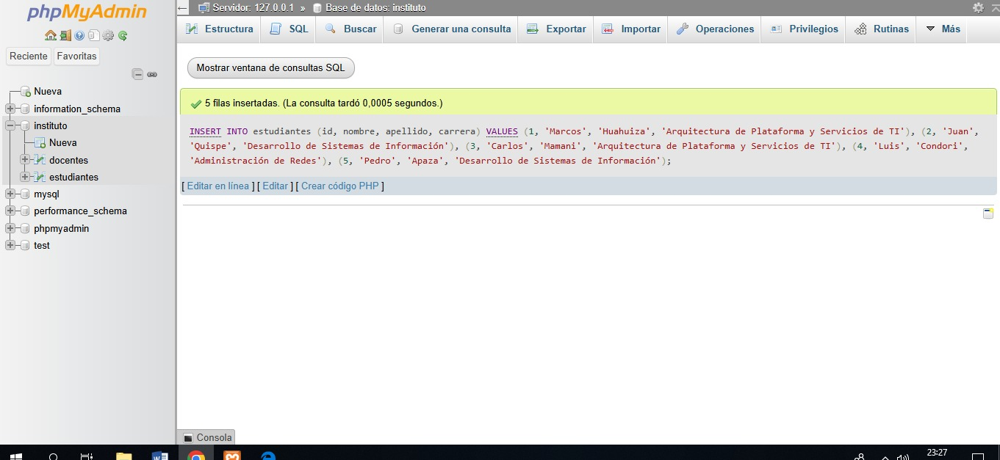 phpMyAdmin
Reciente Favoritas
Nueva
information_schema
instituto
Nueva
docentes
estudiantes
mysql
performance_schema
phpmyadmin
test
Servidor: 127.0.0.1 » Base de datos: instituto
Estructura SQL Buscar Generar una consulta Exportar Importar Operaciones Privilegios Rutinas Más
Mostrar ventana de consultas SQL
5 filas insertadas. (La consulta tardó 0,0005 segundos.)
INSERT INTO estudiantes (id, nombre, apellido, carrera) VALUES (1, 'Marcos', 'Huahuiza', 'Arquitectura de Plataforma y Servicios de TI'), (2, 'Juan',
'Quispe', 'Desarrollo de Sistemas de Información'), (3, 'Carlos', 'Mamani', 'Arquitectura de Plataforma y Servicios de TI'), (4, 'Luis', 'Condori',
'Administración de Redes'), (5, 'Pedro', 'Apaza', 'Desarrollo de Sistemas de Información');
[ Editar en línea ] [ Editar ] [ Crear código PHP ]
Consola
23:27